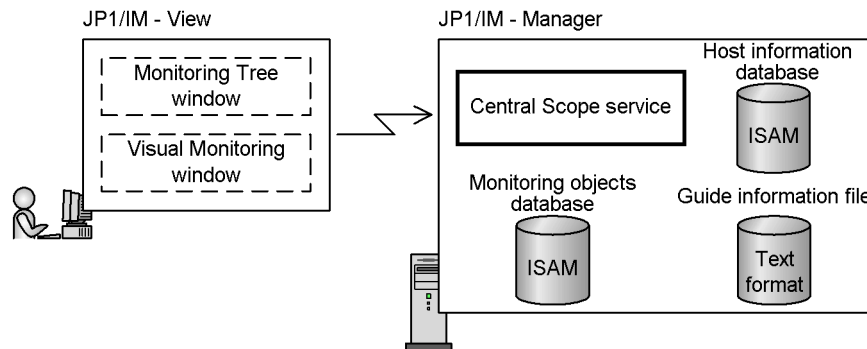 JP1/IM - View
JP1/IM - Manager
Monitoring Tree
window
Visual Monitoring
window
Central Scope service
Host information
database
ISAM
Monitoring objects
database
ISAM
Guide information file
Text
format